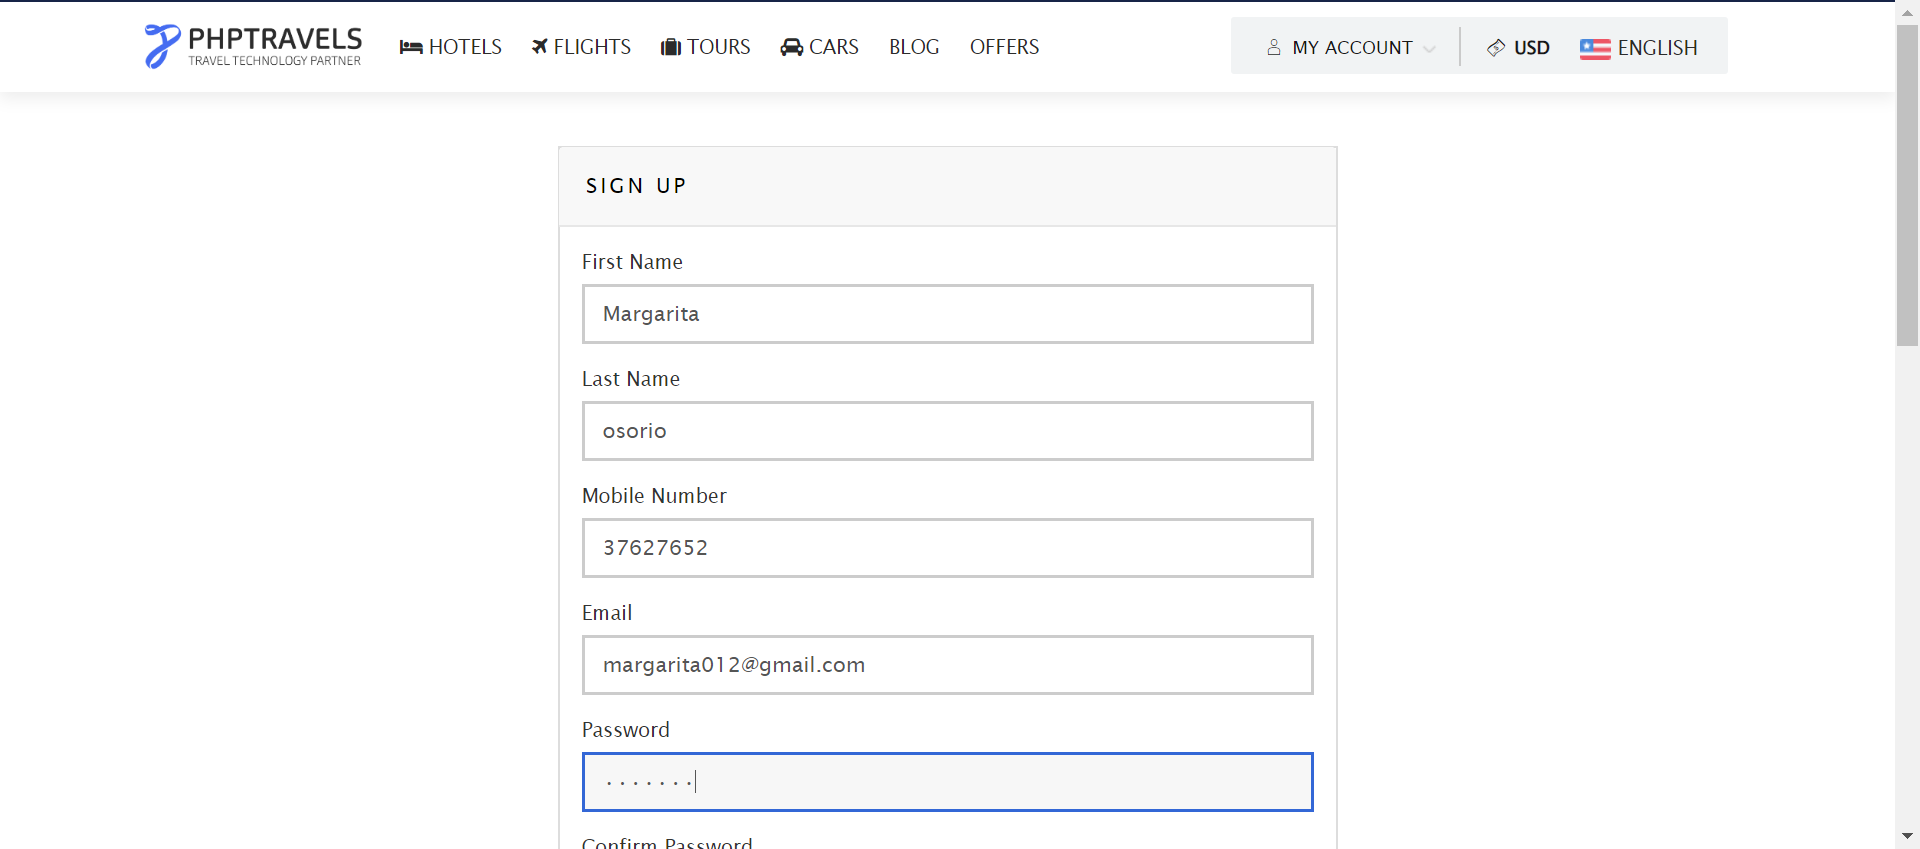 PHPTRAVELS
TRAVEL TECHNOLOGY PARTNER
HOTELS FLIGHTS TOURS CARS BLOG OFFERS
MY ACCOUNT USD ENGLISH
SIGN UP
First Name
Margarita
Last Name
osorio
Mobile Number
37627652
Email
margarita012@gmail.com
Password
·······
Confirm Password